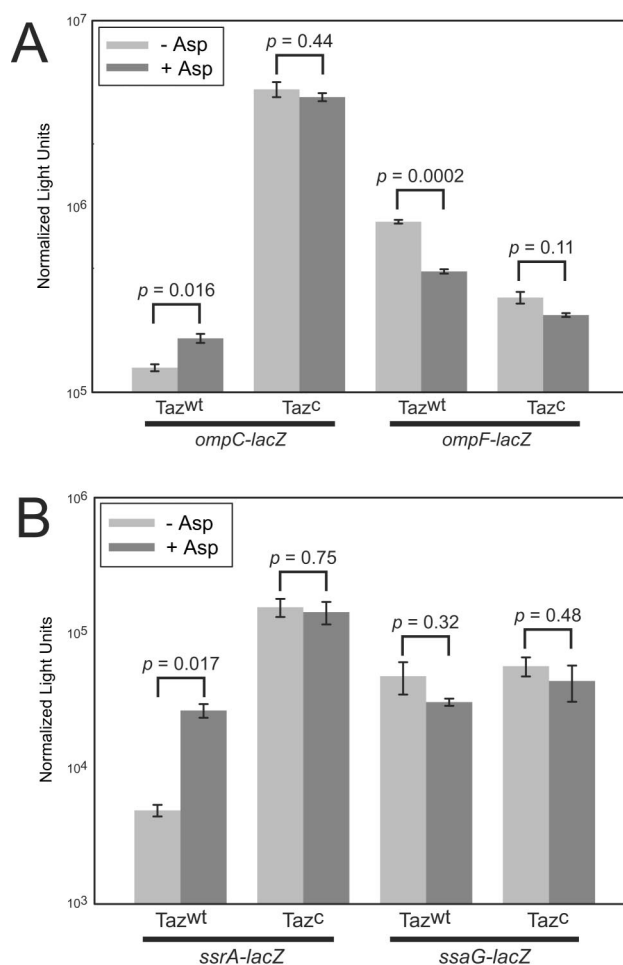 A
- Asp
+ Asp
Normalized Light Units
10⁷
10⁶
10⁵
p = 0.016
p = 0.44
p = 0.0002
p = 0.11
Tazwt
Tazc
Tazwt
Tazc
ompC-lacZ
ompF-lacZ
B
- Asp
+ Asp
Normalized Light Units
10⁶
10⁵
10⁴
10³
p = 0.017
p = 0.75
p = 0.32
p = 0.48
Tazwt
Tazc
Tazwt
Tazc
ssrA-lacZ
ssaG-lacZ